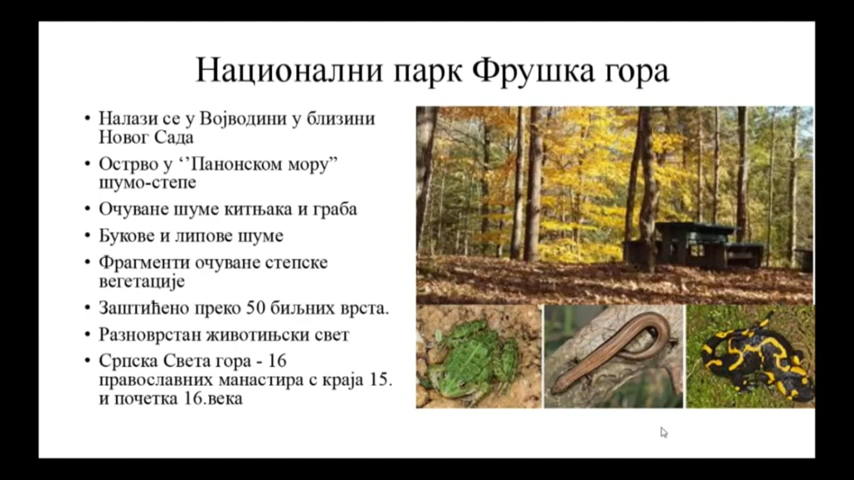 Национални парк Фрушка гора
• Налази се у Војводини у близини
Новог Сада
• Острво у ‘’Панонском мору”
шумо-степе
• Очуване шуме китњака и граба
• Букове и липове шуме
• Фрагменти очуване степске
вегетације
• Заштићено преко 50 биљних врста.
• Разноврстан животињски свет
• Српска Света гора - 16
православних манастира с краја 15.
и почетка 16.века